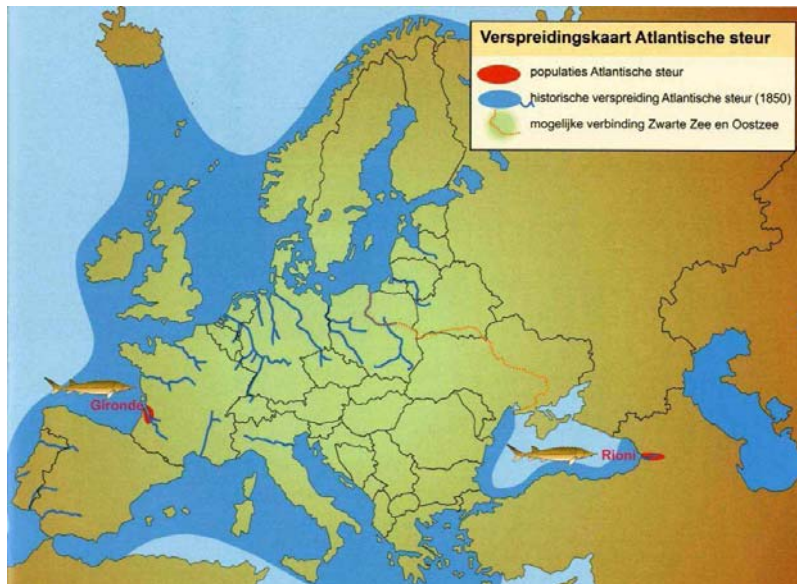 Verspreidingskaart Atlantische steur
populaties Atlantische steur
historische verspreiding Atlantische steur (1850)
mogelijke verbinding Zwarte Zee en Oostzee
Gironde
Rioni